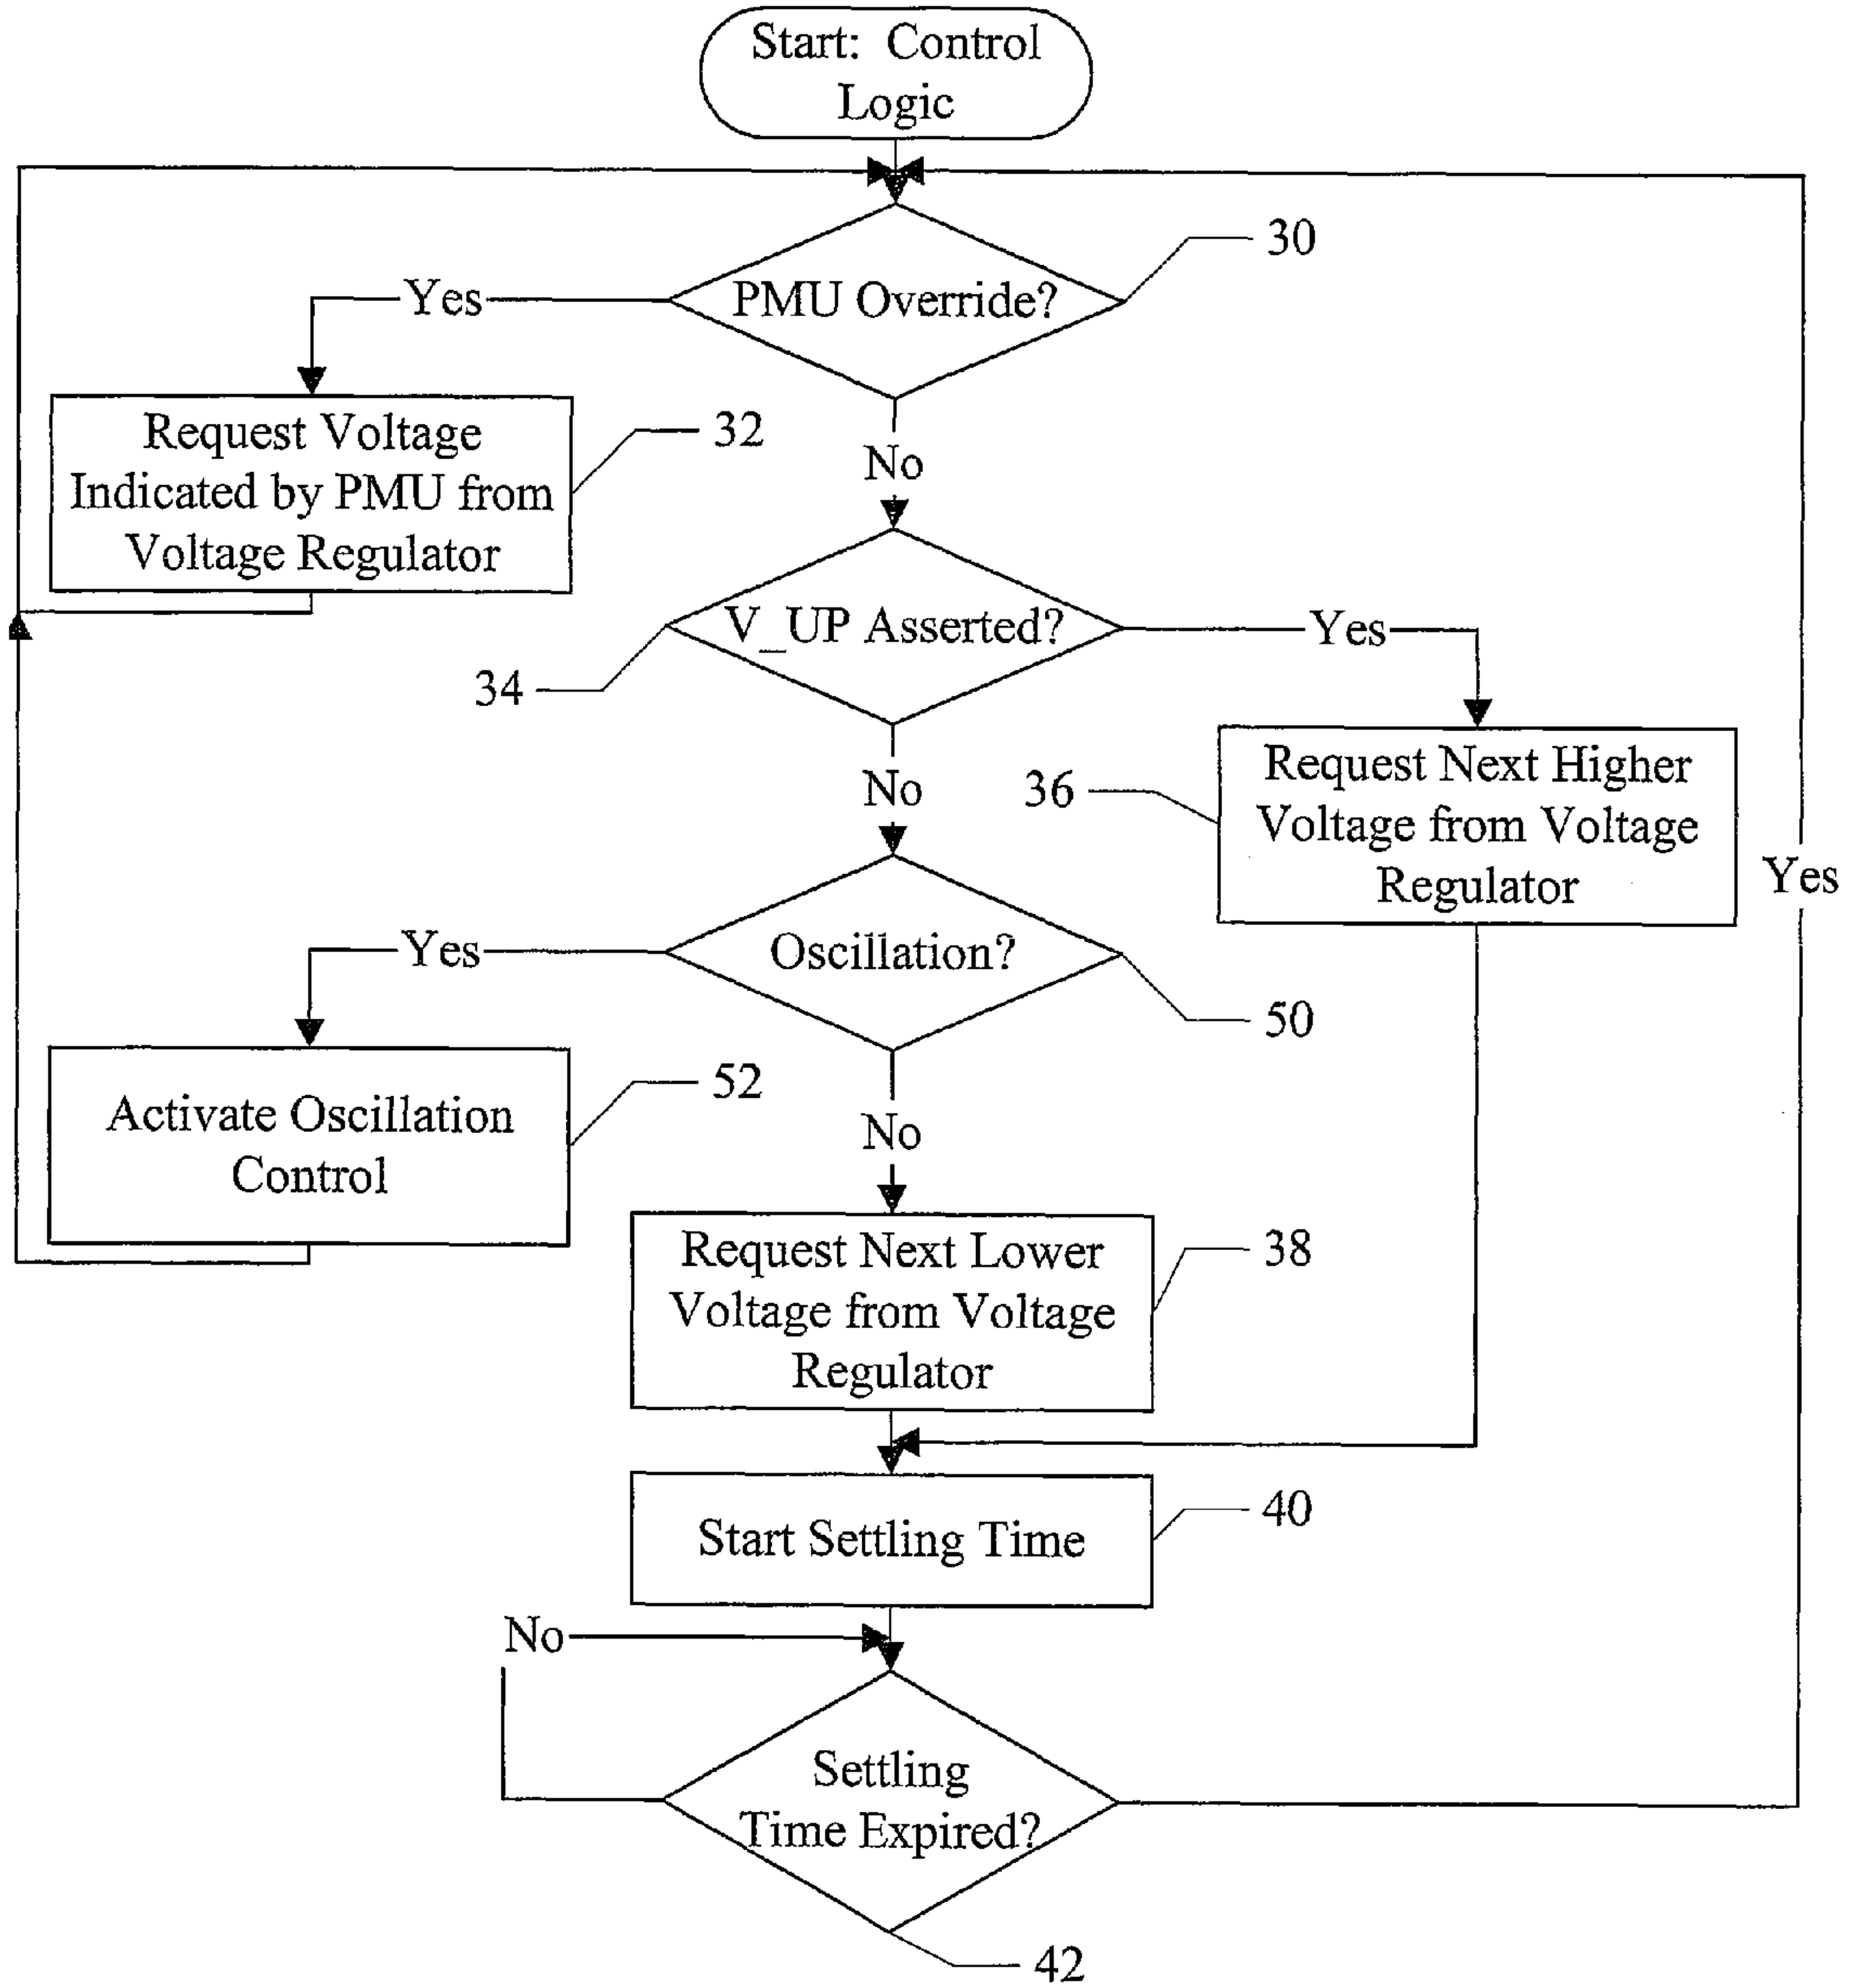 Start: Control
Logic
30
Yes
PMU Override?
Request Voltage
Indicated by PMU from
Voltage Regulator
32
No
V_UP Asserted?
Yes
34
Request Next Higher
Voltage from Voltage
Regulator
36
No
Yes
Oscillation?
Yes
50
Activate Oscillation
Control
52
No
Request Next Lower
Voltage from Voltage
Regulator
38
Start Settling Time
40
No
Settling
Time Expired?
42